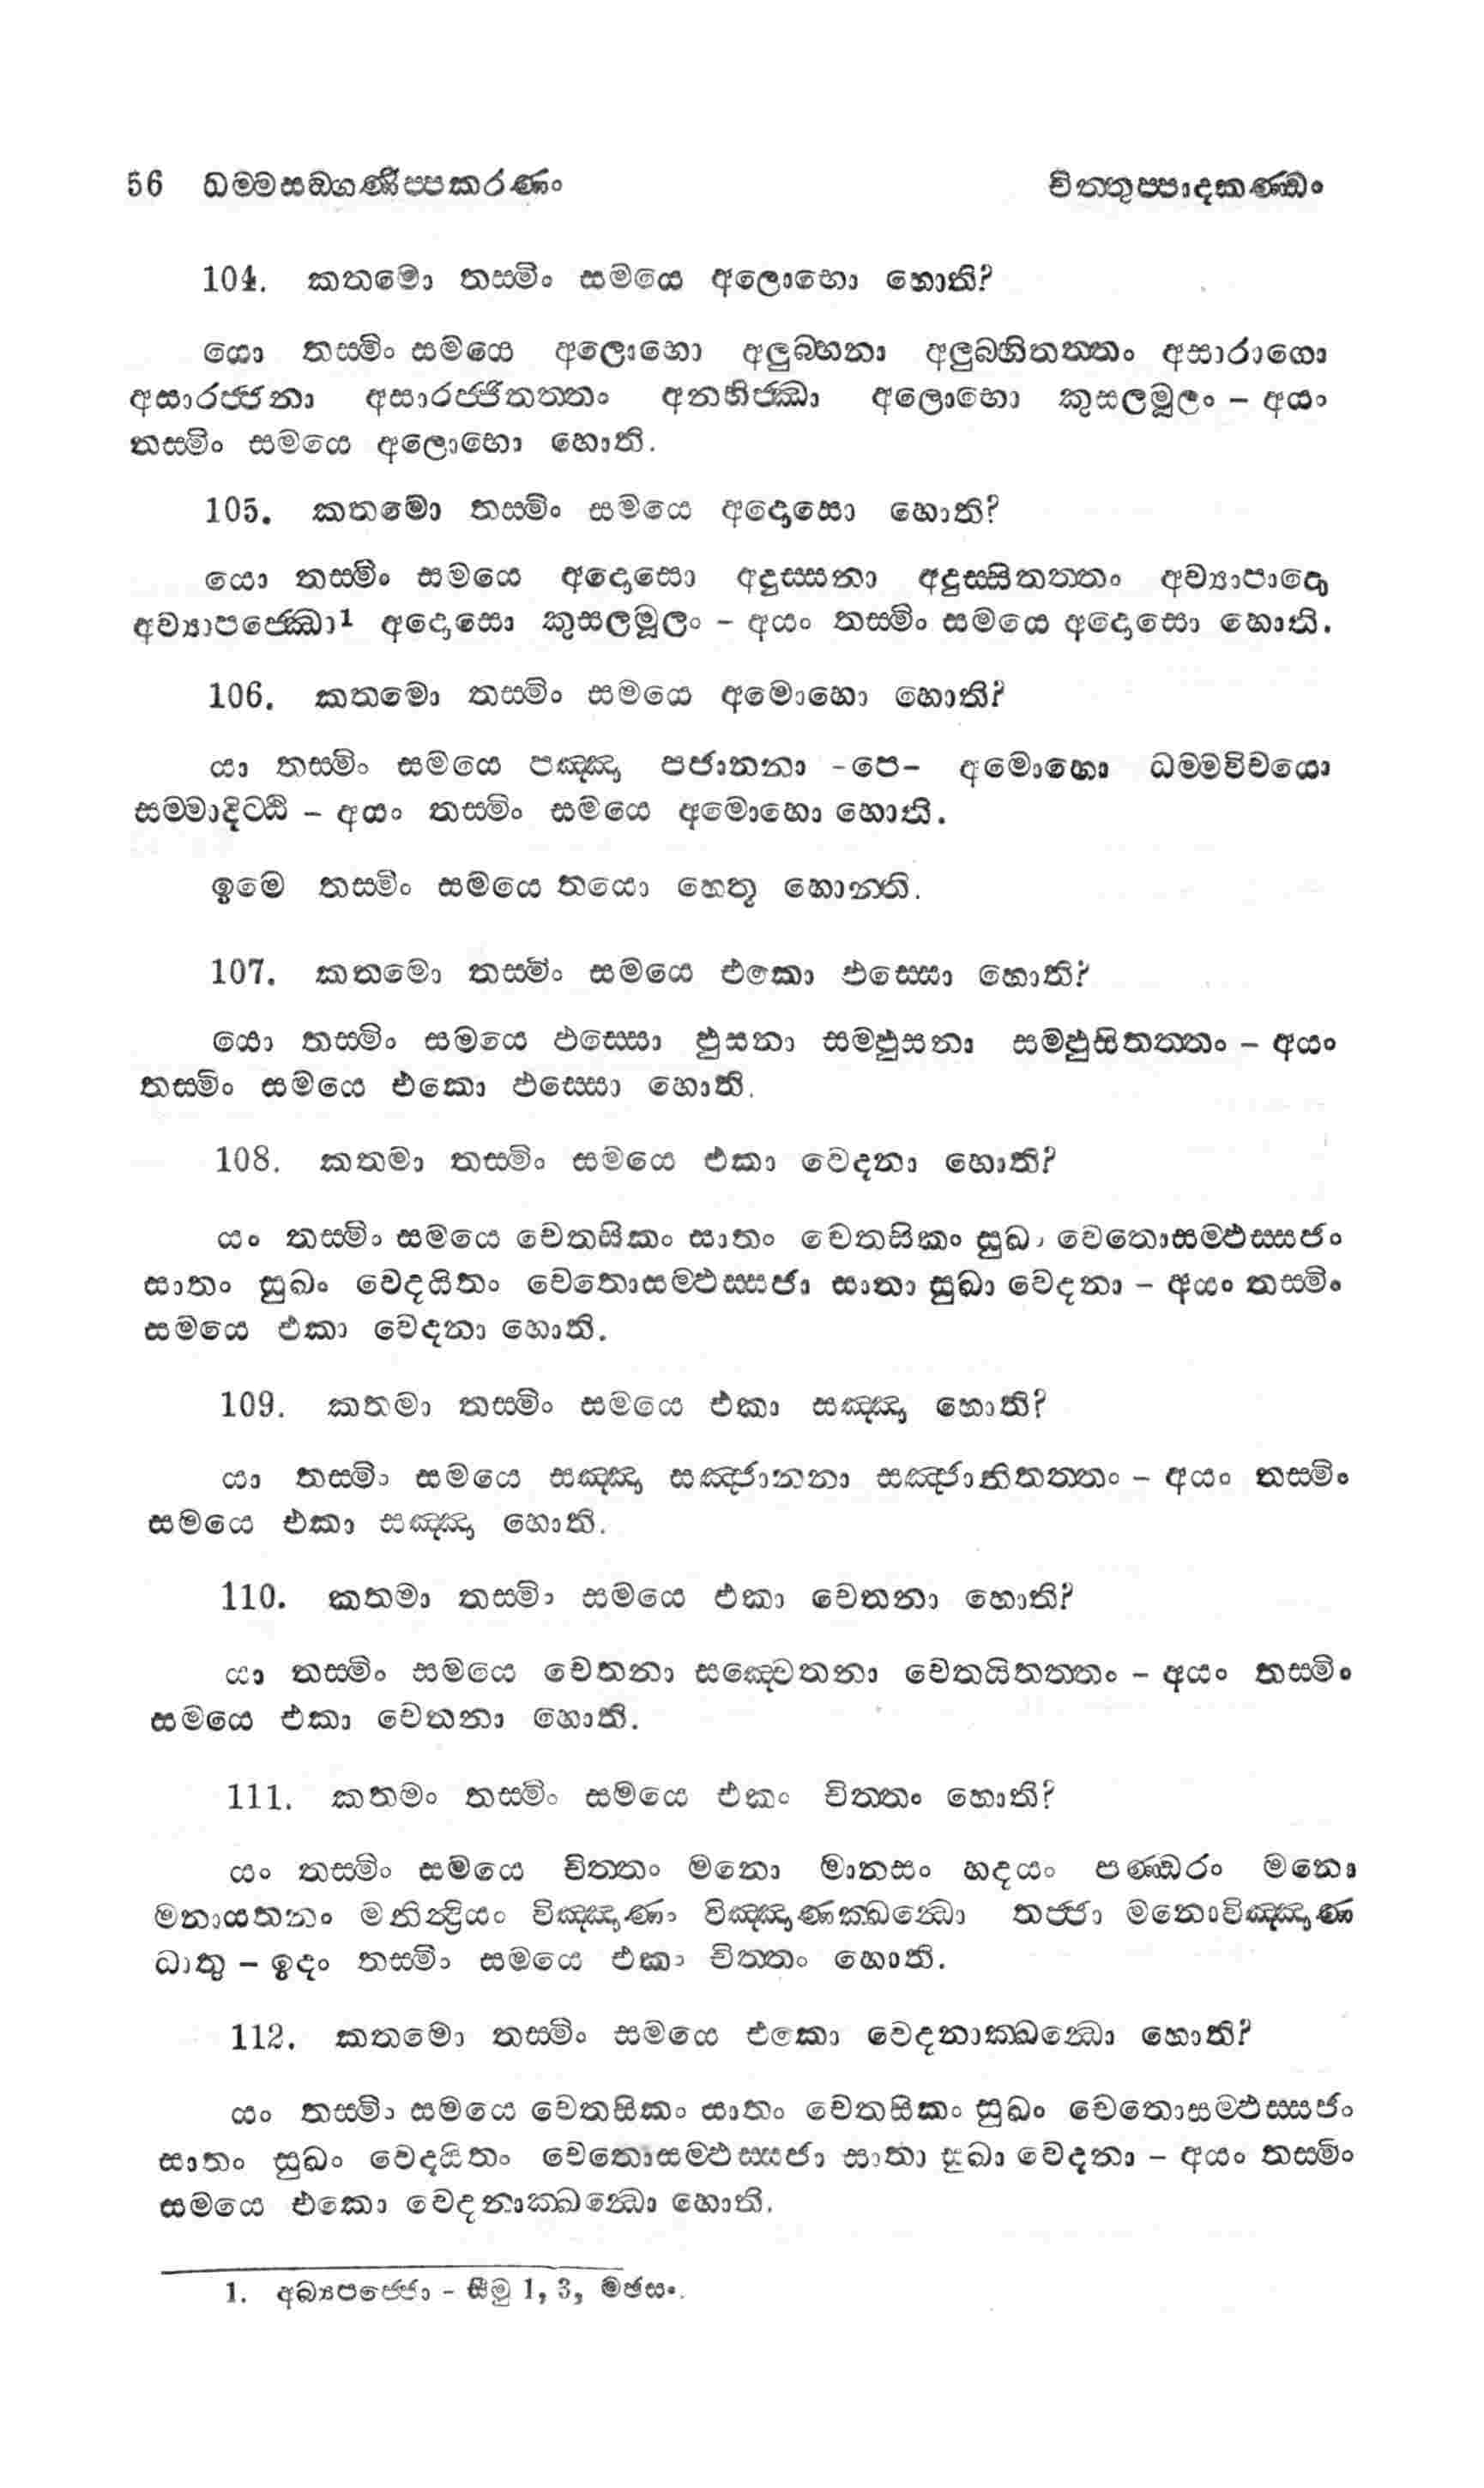 56 ධම්මසඞ්ගණිප්පකරණං චිත්තුප්පාදකණ්ඩං
104. කතමො තස්මිං සමයෙ අලොභො හොති?
යො තස්මිං සමයෙ අලොභො අලුබ්භනා අලුබ්භිතත්තං අසාරාගො
අසාරජ්ජනා අසාරජ්ජිතත්තං අනභිජ්ඣා අලොභො කුසලමූලං – අයං
තස්මිං සමයෙ අලොභො හොති.
105. කතමො තස්මිං සමයෙ අදොසො හොති?
යො තස්මිං සමයෙ අදොසො අදුස්සනා අදුස්සිතත්තං අව්‍යාපාදො
අව්‍යාපජ්ඣො¹ අදොසො කුසලමූලං – අයං තස්මිං සමයෙ අදොසො හොති.
106. කතමො තස්මිං සමයෙ අමොහො හොති?
යා තස්මිං සමයෙ පඤ්ඤා පජානනා -පෙ- අමොහො ධම්මවිචයො
සම්මාදිට්ඨි – අයං තස්මිං සමයෙ අමොහො හොති.
ඉමෙ තස්මිං සමයෙ තයො හෙතූ හොන්ති.
107. කතමො තස්මිං සමයෙ එකො ඵස්සො හොති?
යො තස්මිං සමයෙ ඵස්සො ඵුසනා සම්ඵුසනා සම්ඵුසිතත්තං – අයං
තස්මිං සමයෙ එකො ඵස්සො හොති.
108. කතමා තස්මිං සමයෙ එකා වෙදනා හොති?
යං තස්මිං සමයෙ චෙතසිකං සාතං චෙතසිකං සුඛං චෙතොසම්ඵස්සජං
සාතං සුඛං වෙදයිතං චෙතොසම්ඵස්සජා සාතා සුඛා වෙදනා – අයං තස්මිං
සමයෙ එකා වෙදනා හොති.
109. කතමා තස්මිං සමයෙ එකා සඤ්ඤා හොති?
යා තස්මිං සමයෙ සඤ්ඤා සඤ්ජානනා සඤ්ජානිතත්තං – අයං තස්මිං
සමයෙ එකා සඤ්ඤා හොති.
110. කතමා තස්මිං සමයෙ එකා චෙතනා හොති?
යා තස්මිං සමයෙ චෙතනා සඤ්චෙතනා චෙතයිතත්තං – අයං තස්මිං
සමයෙ එකා චෙතනා හොති.
111. කතමං තස්මිං සමයෙ එකං චිත්තං හොති?
යං තස්මිං සමයෙ චිත්තං මනො මානසං හදයං පණ්ඩරං මනො
මනායතනං මනින්ද්‍රියං විඤ්ඤාණං විඤ්ඤාණක්ඛන්ධො තජ්ජා මනොවිඤ්ඤාණ
ධාතු – ඉදං තස්මිං සමයෙ එකං චිත්තං හොති.
112. කතමො තස්මිං සමයෙ එකො වෙදනාක්ඛන්ධො හොති?
යං තස්මිං සමයෙ චෙතසිකං සාතං චෙතසිකං සුඛං චෙතොසම්ඵස්සජං
සාතං සුඛං වෙදයිතං චෙතොසම්ඵස්සජා සාතා සුඛා වෙදනා – අයං තස්මිං
සමයෙ එකො වෙදනාක්ඛන්ධො හොති.
1. අබ්‍යාපජ්ජො – සීමු 1, 3, මඡසං.